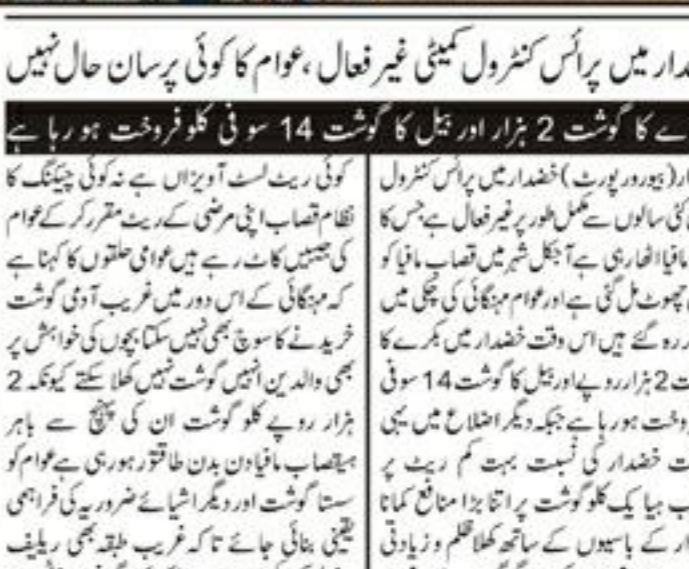 خضدار میں پرائس کنٹرول کمیٹی غیر فعال ،عوام کا کوئی پرسان حال نہیں
بکرے کا گوشت 2 ہزار اور بیل کا گوشت 14 سو فی کلو فروخت ہو رہا ہے
(بیورو رپورٹ) خضدار میں پرائس کنٹرول
کئی سالوں سے مکمل طور پر غیر فعال ہے جس کا
مافیا اٹھا رہی ہے آجکل شہر میں قصاب مافیا کو
چھوٹ مل گئی ہے اور عوام مہنگائی کی چکی میں
رہ گئے ہیں اس وقت خضدار میں بکرے کا
2 ہزار روپے اور بیل کا گوشت 14 سو فی
ہو رہا ہے جبکہ دیگر اضلاع میں یہی
خضدار کی نسبت بہت کم ریٹ پر
ہیا یک کلو گوشت پر اتنا بڑا منافع کمانا
کے باسیوں کے ساتھ کھلا ظلم و زیادتی
کوئی ریٹ لسٹ آویزاں ہے نہ کوئی چیکنگ کا
نظام قصاب اپنی مرضی کے ریٹ مقرر کر کے عوام
کی جیبیں کاٹ رہے ہیں عوامی حلقوں کا کہنا ہے
کہ مہنگائی کے اس دور میں غریب آدمی گوشت
خریدنے کا سوچ بھی نہیں سکتا بچوں کی خواہش پر
بھی والدین انہیں گوشت نہیں کھلا سکتے کیونکہ 2
ہزار روپے کلو گوشت ان کی پہنچ سے باہر
ہیقصاب مافیا دن بدن طاقتور ہو رہی ہے عوام کو
سستا گوشت اور دیگر اشیائے ضروریہ کی فراہمی
یقینی بنائی جائے تاکہ غریب طبقہ بھی ریلیف